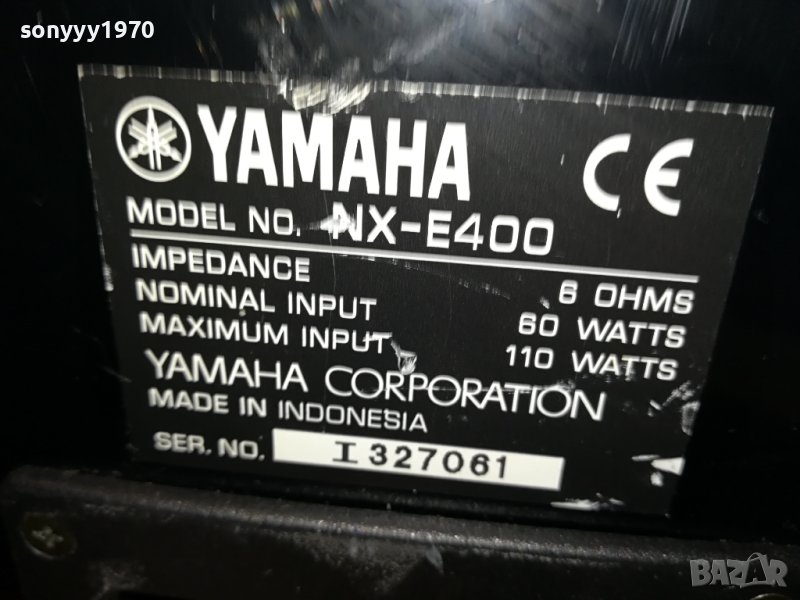 sonyyy1970
YAMAHA CE
MODEL NO. NX-E400
IMPEDANCE 6 OHMS
NOMINAL INPUT 60 WATTS
MAXIMUM INPUT 110 WATTS
YAMAHA CORPORATION
MADE IN INDONESIA
SER. NO. I 327061
BAZAR